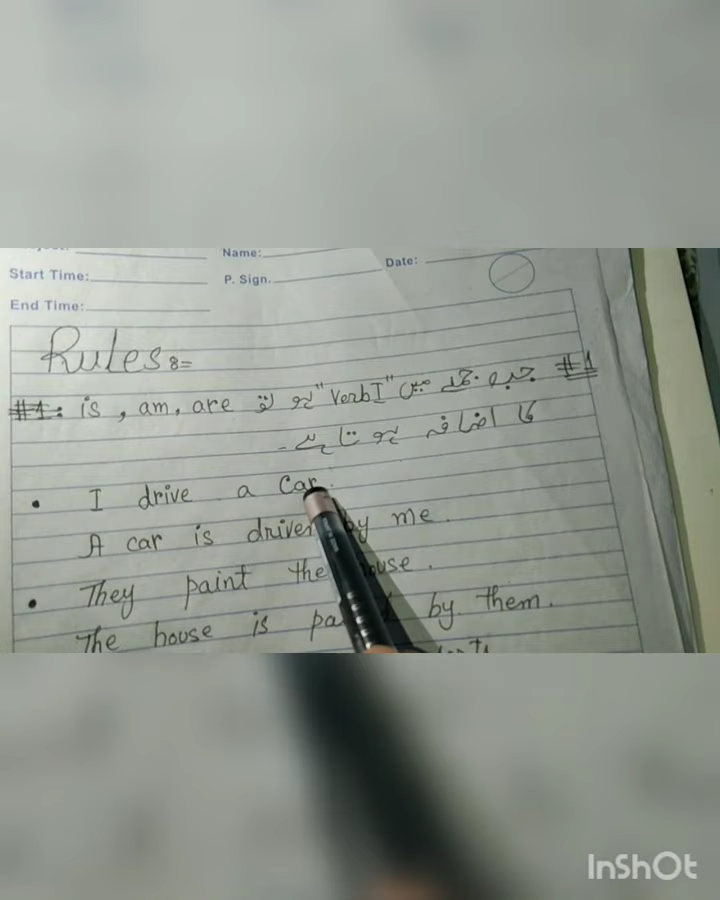 Name:
Date:
Start Time:
P. Sign.
End Time:
Rules:=
#1 جب جملے میں "Verb I" ہو تو is, am, are #1:
کا اضافہ ہوتا ہے۔
• I drive a car.
A car is driven by me.
• They paint the house.
The house is by them.
InShOt